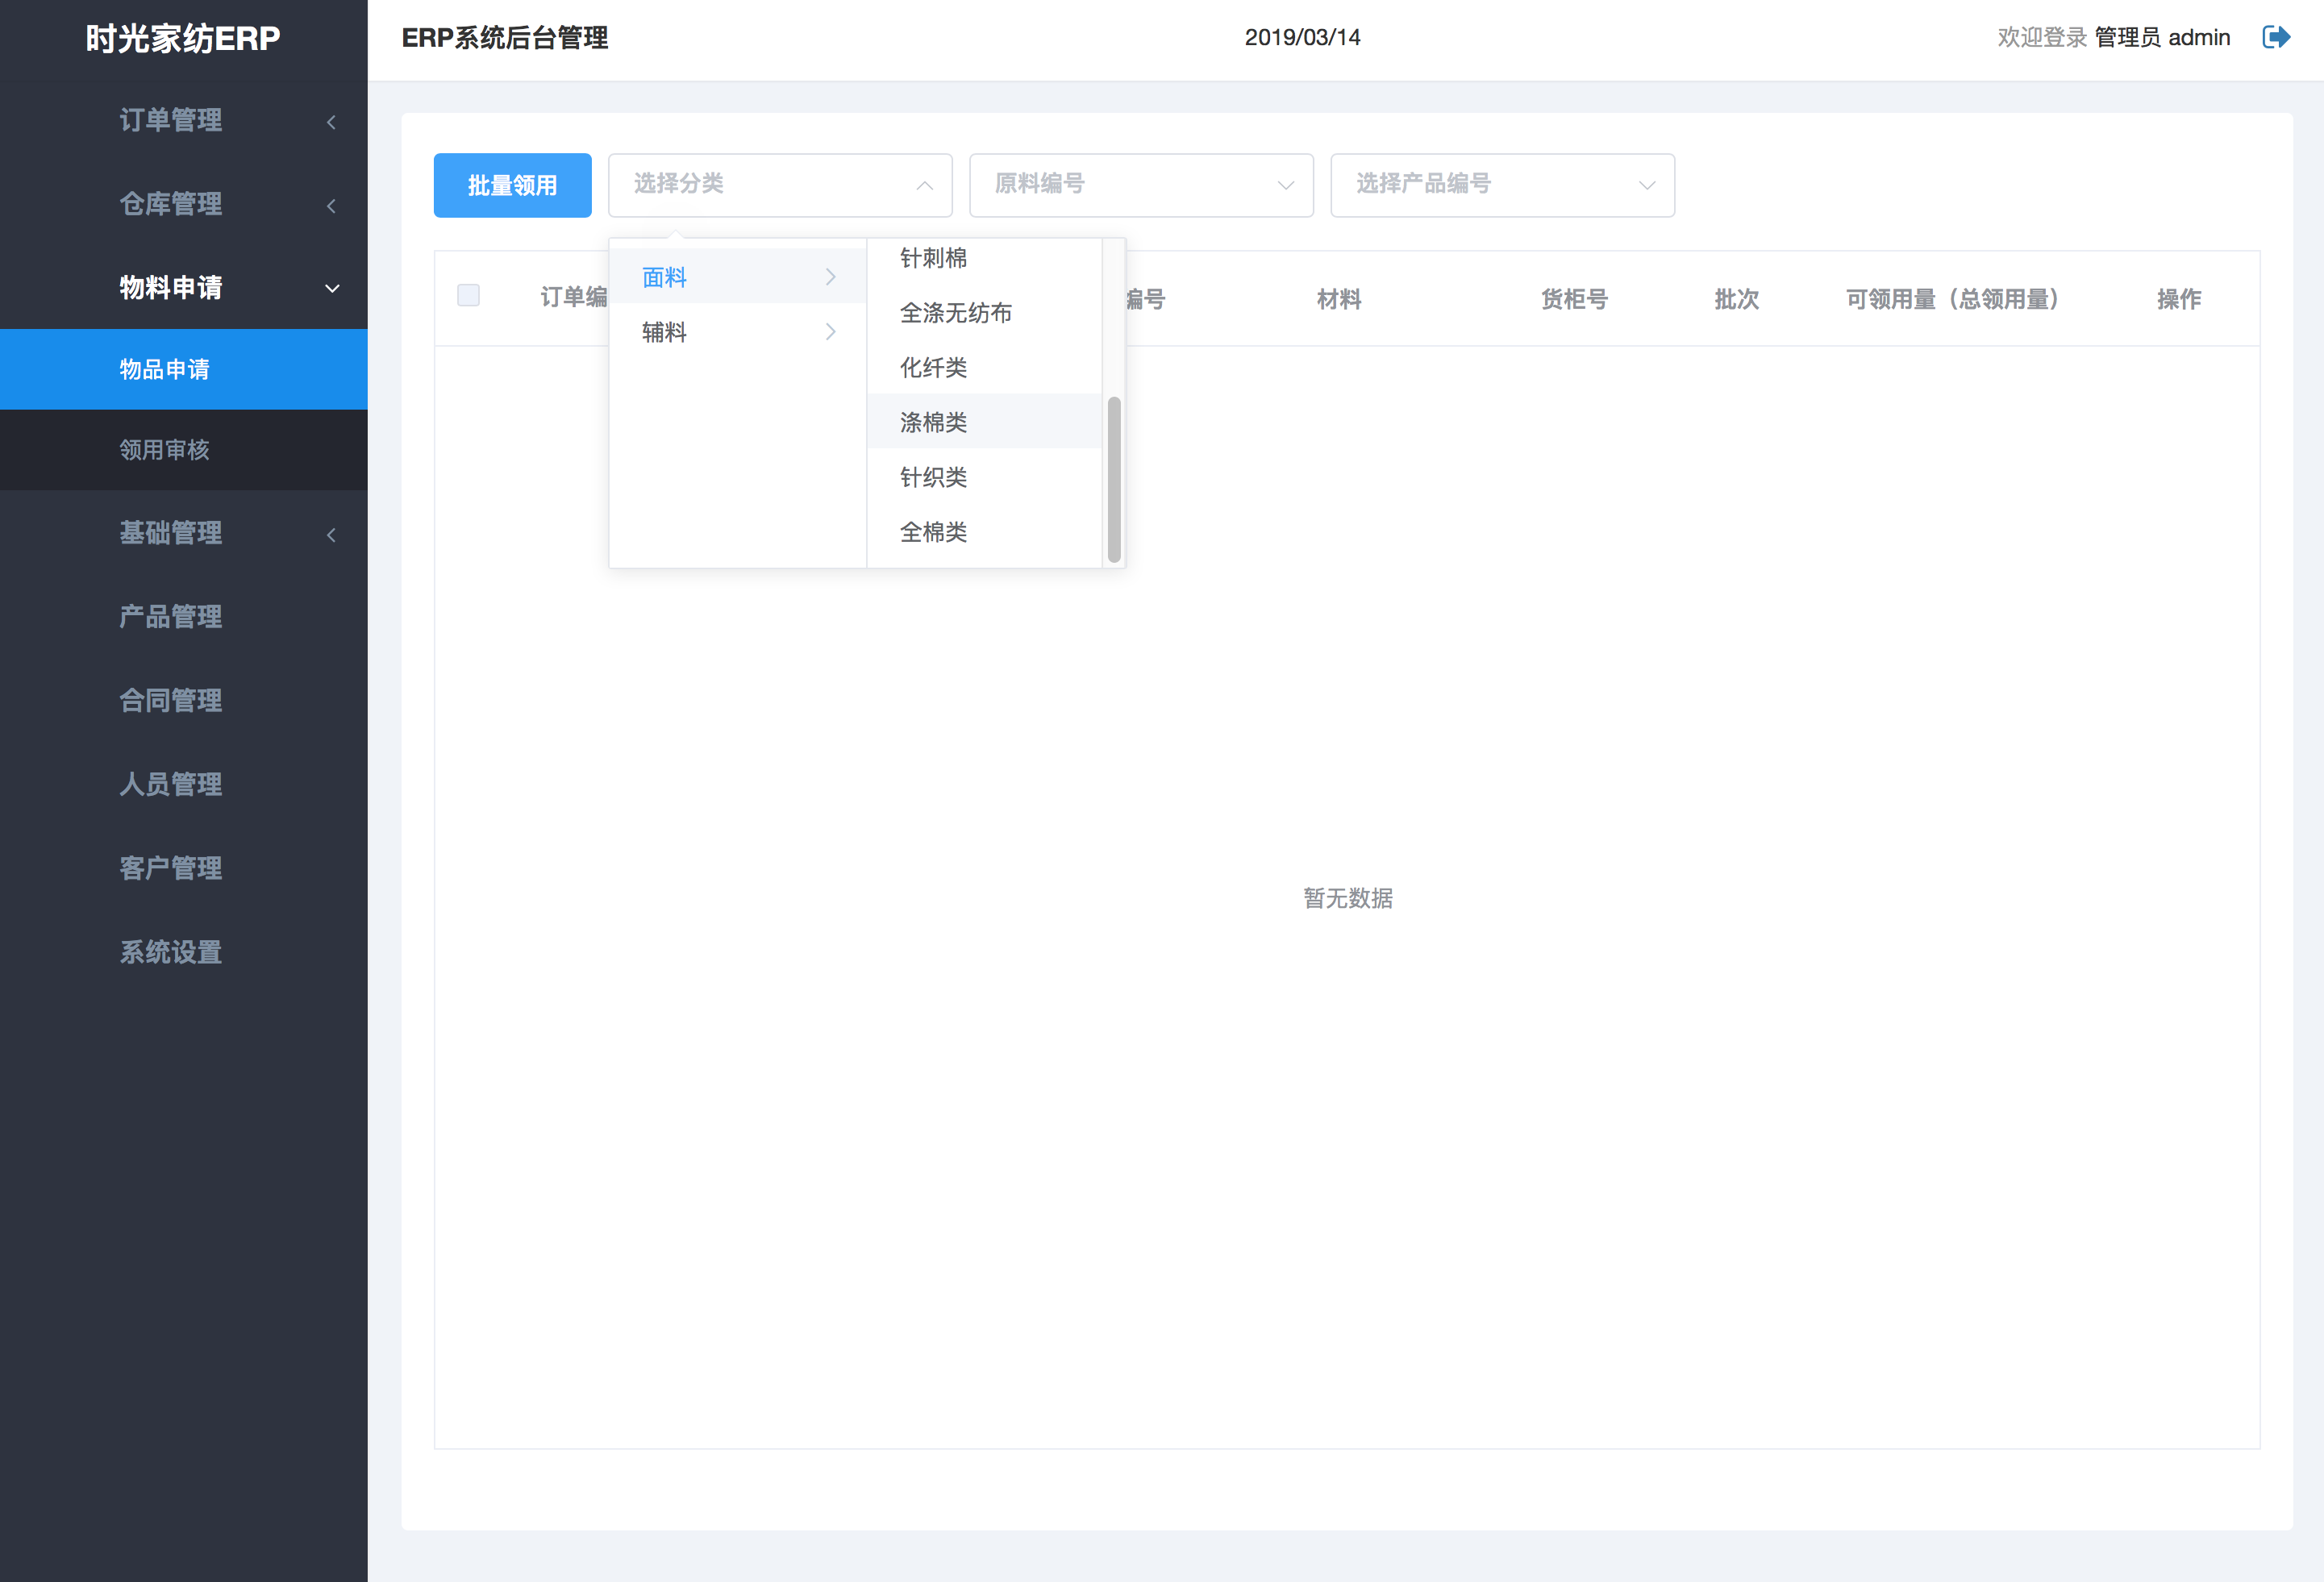 时光家纺ERP
ERP系统后台管理
2019/03/14
欢迎登录 管理员 admin
订单管理
仓库管理
物料申请
物品申请
领用审核
基础管理
产品管理
合同管理
人员管理
客户管理
系统设置
批量领用
选择分类
原料编号
选择产品编号
订单编
编号
材料
货柜号
批次
可领用量（总领用量）
操作
面料
辅料
针刺棉
全涤无纺布
化纤类
涤棉类
针织类
全棉类
暂无数据